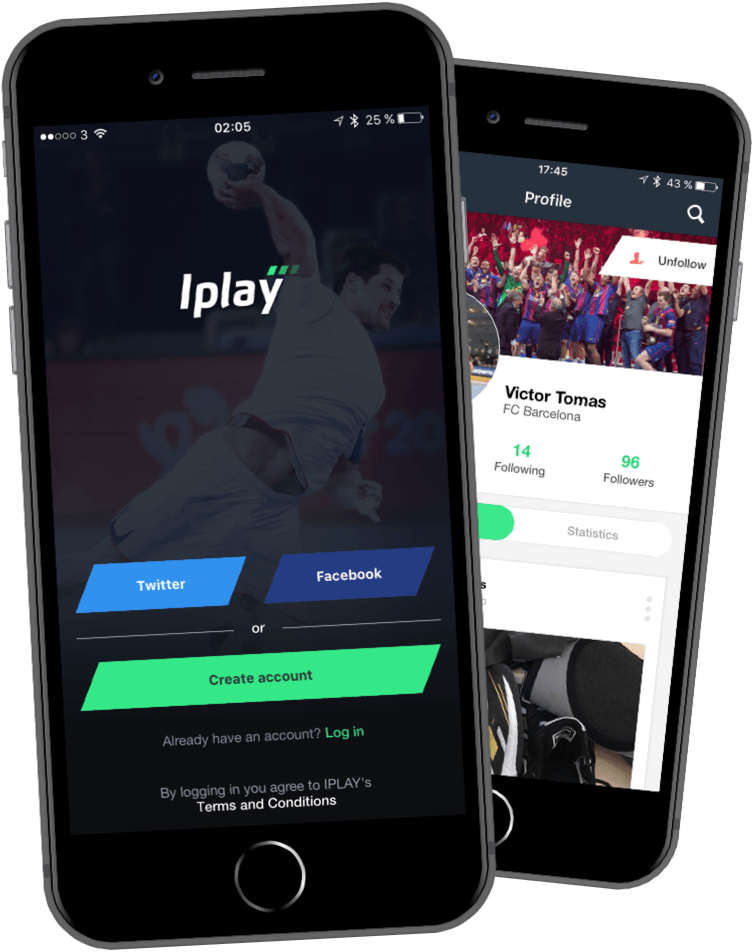 3
02:05
25 %
Iplay
Twitter
Facebook
or
Create account
Already have an account? Log in
By logging in you agree to IPLAY's
Terms and Conditions
17:45
43 %
Profile
Unfollow
Victor Tomas
FC Barcelona
14
Following
96
Followers
Statistics